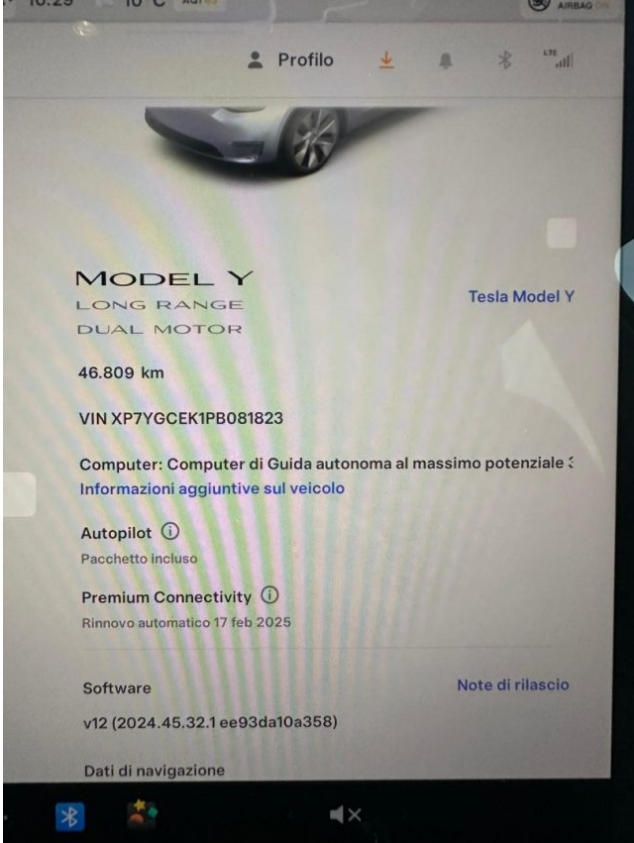 10°C
AIRBAG ON
Profilo
LTE
MODEL Y
LONG RANGE
DUAL MOTOR
Tesla Model Y
46.809 km
VIN XP7YGCEK1PB081823
Computer: Computer di Guida autonoma al massimo potenziale
Informazioni aggiuntive sul veicolo
Autopilot
Pacchetto incluso
Premium Connectivity
Rinnovo automatico 17 feb 2025
Software
Note di rilascio
v12 (2024.45.32.1 ee93da10a358)
Dati di navigazione